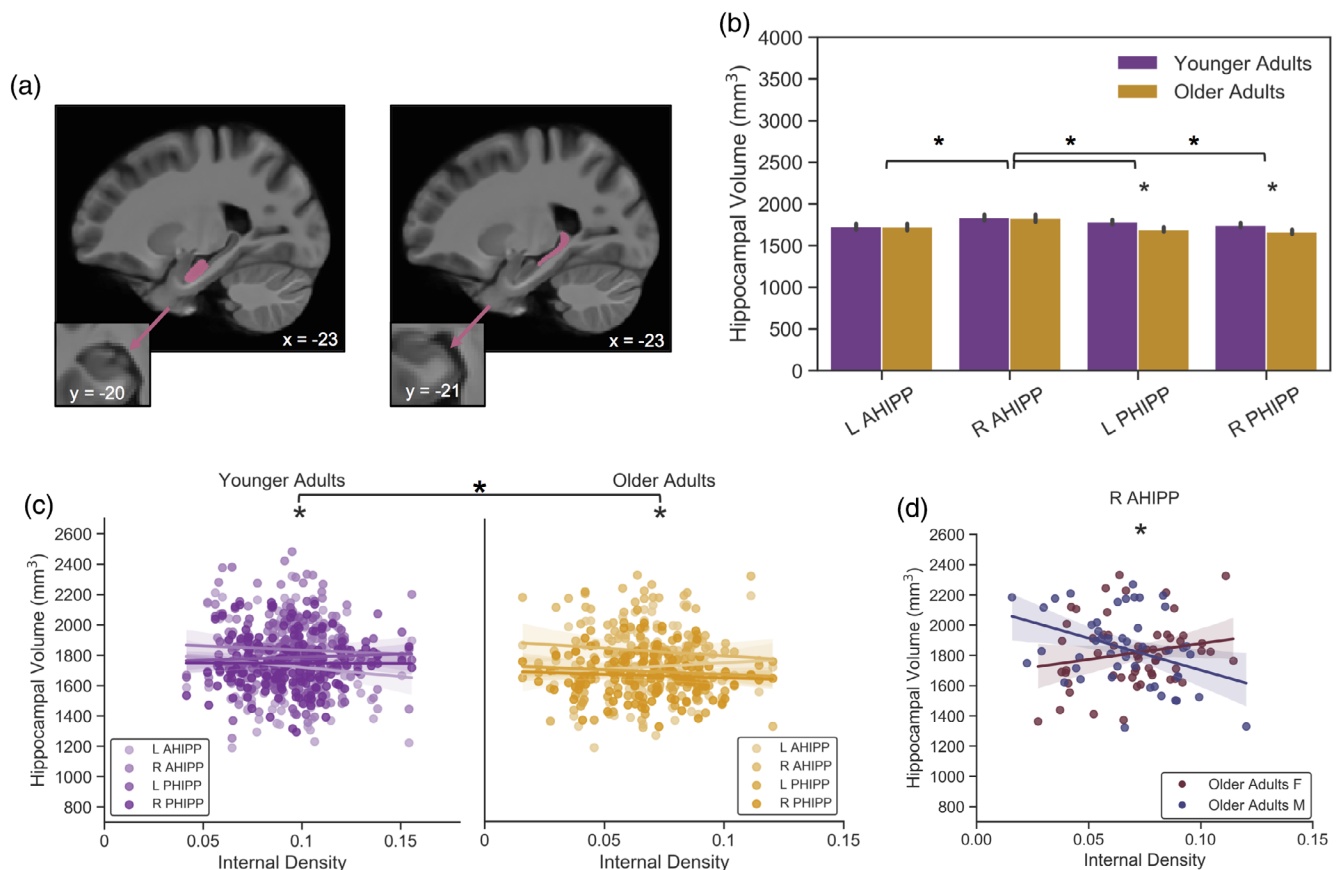 (a)
x = -23
y = -20
x = -23
y = -21
(b)
Hippocampal Volume (mm³)
4000
3500
3000
2500
2000
1500
1000
500
0
Younger Adults
Older Adults
*
*
*
*
*
L AHIPP
R AHIPP
L PHIPP
R PHIPP
(c)
Younger Adults
*
Older Adults
*
*
Hippocampal Volume (mm³)
2600
2400
2200
2000
1800
1600
1400
1200
1000
800
L AHIPP
R AHIPP
L PHIPP
R PHIPP
0
0.05
0.1
0.15
Internal Density
L AHIPP
R AHIPP
L PHIPP
R PHIPP
0
0.05
0.1
0.15
Internal Density
(d)
R AHIPP
*
Hippocampal Volume (mm³)
2600
2400
2200
2000
1800
1600
1400
1200
1000
800
Older Adults F
Older Adults M
0.00
0.05
0.10
0.15
Internal Density